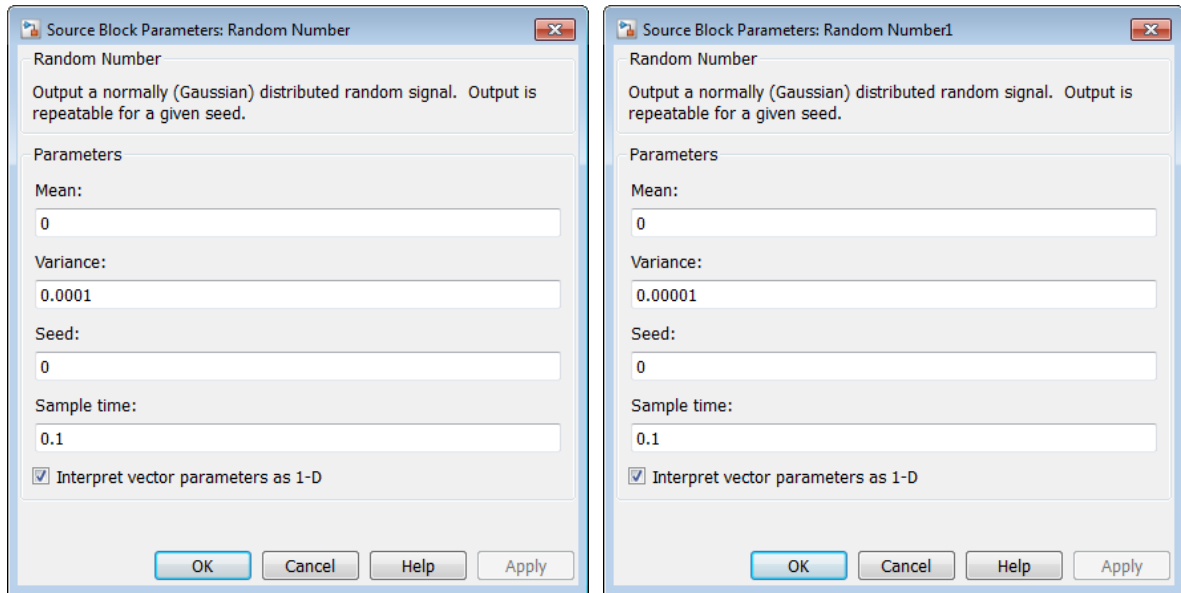 Source Block Parameters: Random Number
Random Number
Output a normally (Gaussian) distributed random signal.  Output is
repeatable for a given seed.
Parameters
Mean:
0
Variance:
0.0001
Seed:
0
Sample time:
0.1
Interpret vector parameters as 1-D
OK
Cancel
Help
Apply
Source Block Parameters: Random Number1
Random Number
Output a normally (Gaussian) distributed random signal.  Output is
repeatable for a given seed.
Parameters
Mean:
0
Variance:
0.00001
Seed:
0
Sample time:
0.1
Interpret vector parameters as 1-D
OK
Cancel
Help
Apply